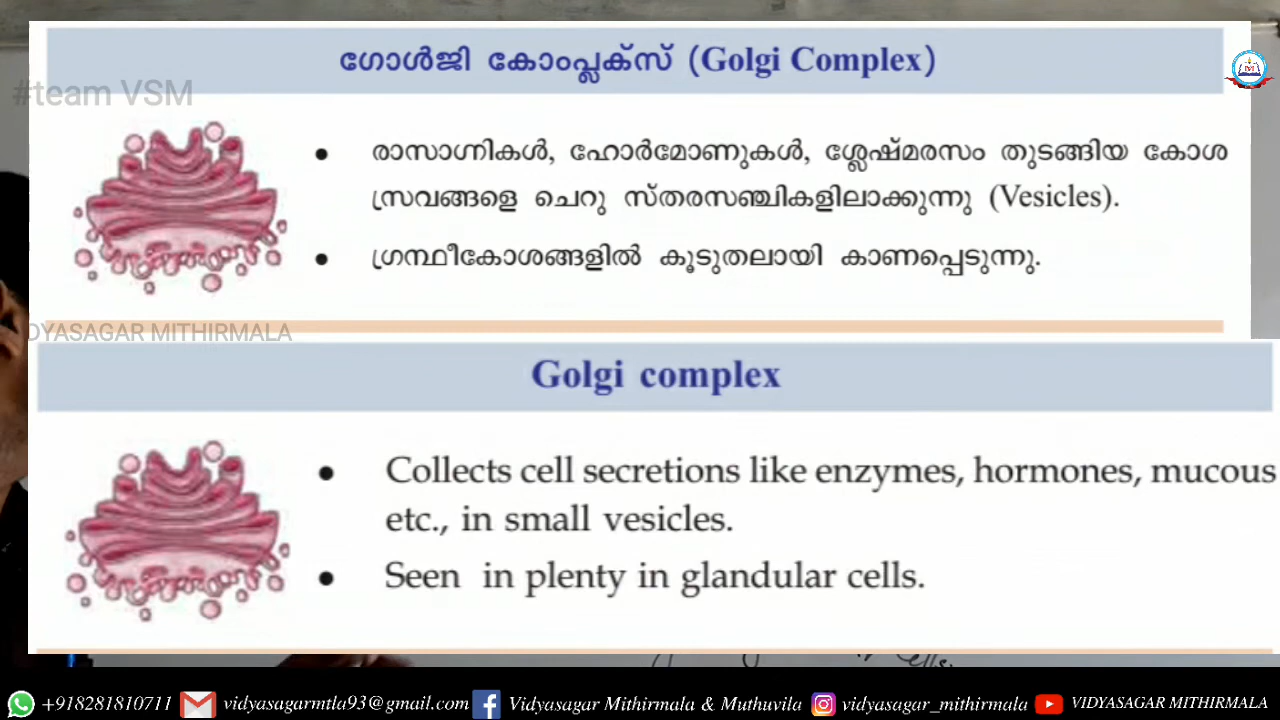 ഗോൾജി കോംപ്ലക്സ് (Golgi Complex)
#team VSM
• രാസാഗ്നികൾ, ഹോർമോണുകൾ, ശ്ലേഷ്മരസം തുടങ്ങിയ കോശ
സ്രവങ്ങളെ ചെറു സ്തരസഞ്ചികളിലാക്കുന്നു (Vesicles).
• ഗ്രന്ഥീകോശങ്ങളിൽ കൂടുതലായി കാണപ്പെടുന്നു.
DYASAGAR MITHIRMALA
Golgi complex
• Collects cell secretions like enzymes, hormones, mucous
etc., in small vesicles.
• Seen in plenty in glandular cells.
+918281810711 vidyasagarmtla93@gmail.com Vidyasagar Mithirmala & Muthuvila vidyasagar_mithirmala VIDYASAGAR MITHIRMALA